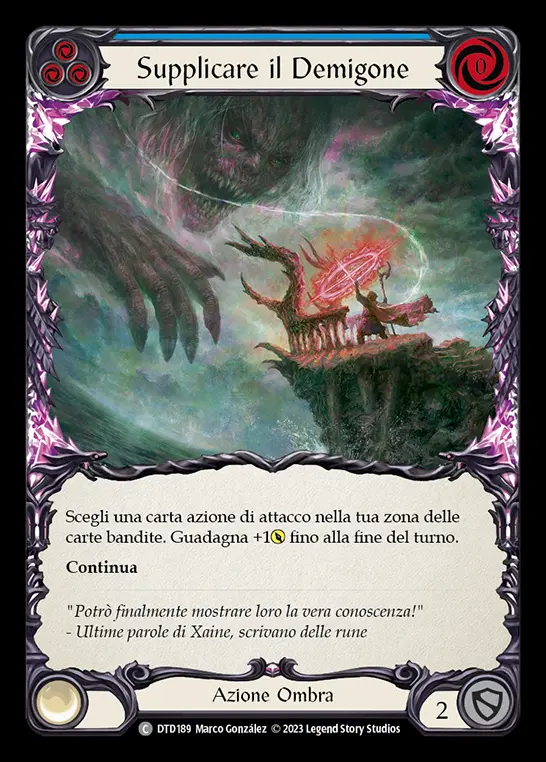 Supplicare il Demigone
0
Scegli una carta azione di attacco nella tua zona delle
carte bandite. Guadagna +1 fino alla fine del turno.
Continua
"Potrò finalmente mostrare loro la vera conoscenza!"
- Ultime parole di Xaine, scrivano delle rune
Azione Ombra
2
C DTD189 Marco González © 2023 Legend Story Studios